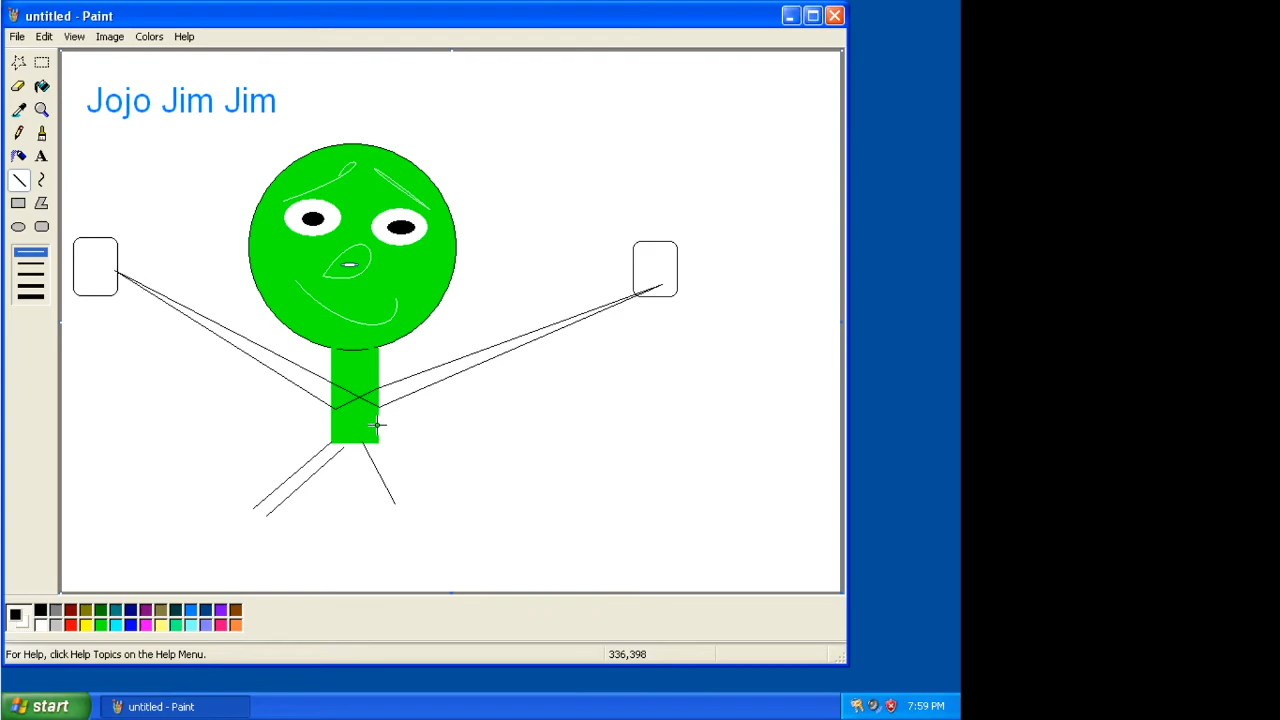 untitled - Paint
File Edit View Image Colors Help
Jojo Jim Jim
A
For Help, click Help Topics on the Help Menu. 336,398
start untitled - Paint 7:59 PM